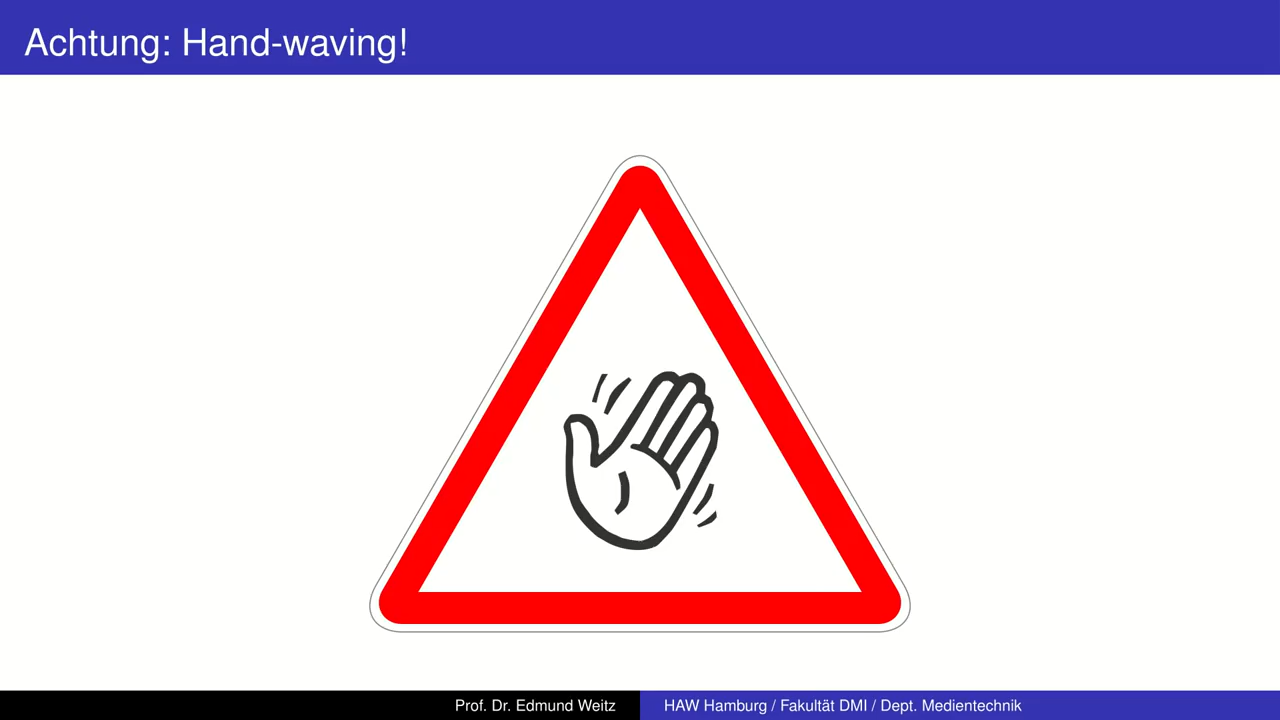 Achtung: Hand-waving!
Prof. Dr. Edmund Weitz
HAW Hamburg / Fakultät DMI / Dept. Medientechnik